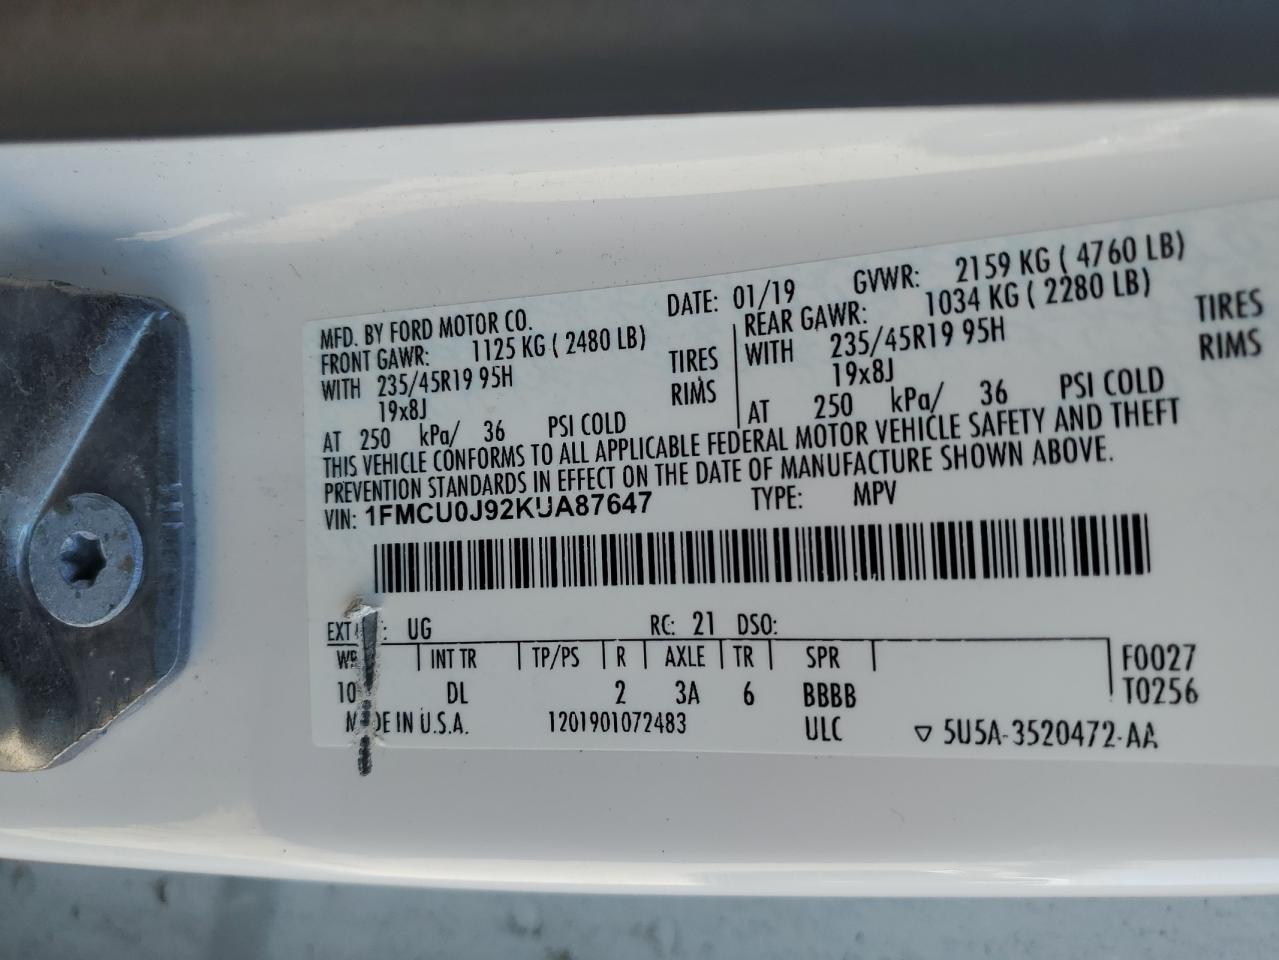 MFD. BY FORD MOTOR CO. DATE: 01/19 GVWR: 2159 KG ( 4760 LB)
FRONT GAWR: 1125 KG ( 2480 LB) REAR GAWR: 1034 KG ( 2280 LB)
WITH 235/45R19 95H TIRES WITH 235/45R19 95H TIRES
19x8J RIMS 19x8J RIMS
AT 250 kPa/ 36 PSI COLD AT 250 kPa/ 36 PSI COLD
THIS VEHICLE CONFORMS TO ALL APPLICABLE FEDERAL MOTOR VEHICLE SAFETY AND THEFT
PREVENTION STANDARDS IN EFFECT ON THE DATE OF MANUFACTURE SHOWN ABOVE.
VIN: 1FMCU0J92KUA87647 TYPE: MPV
EXT : UG RC: 21 DSO:
WB INT TR TP/PS R AXLE TR SPR F0027
DL 2 3A 6 BBBB T0256
MADE IN U.S.A. 1201901072483 ULC ▽ 5U5A-3520472-AA